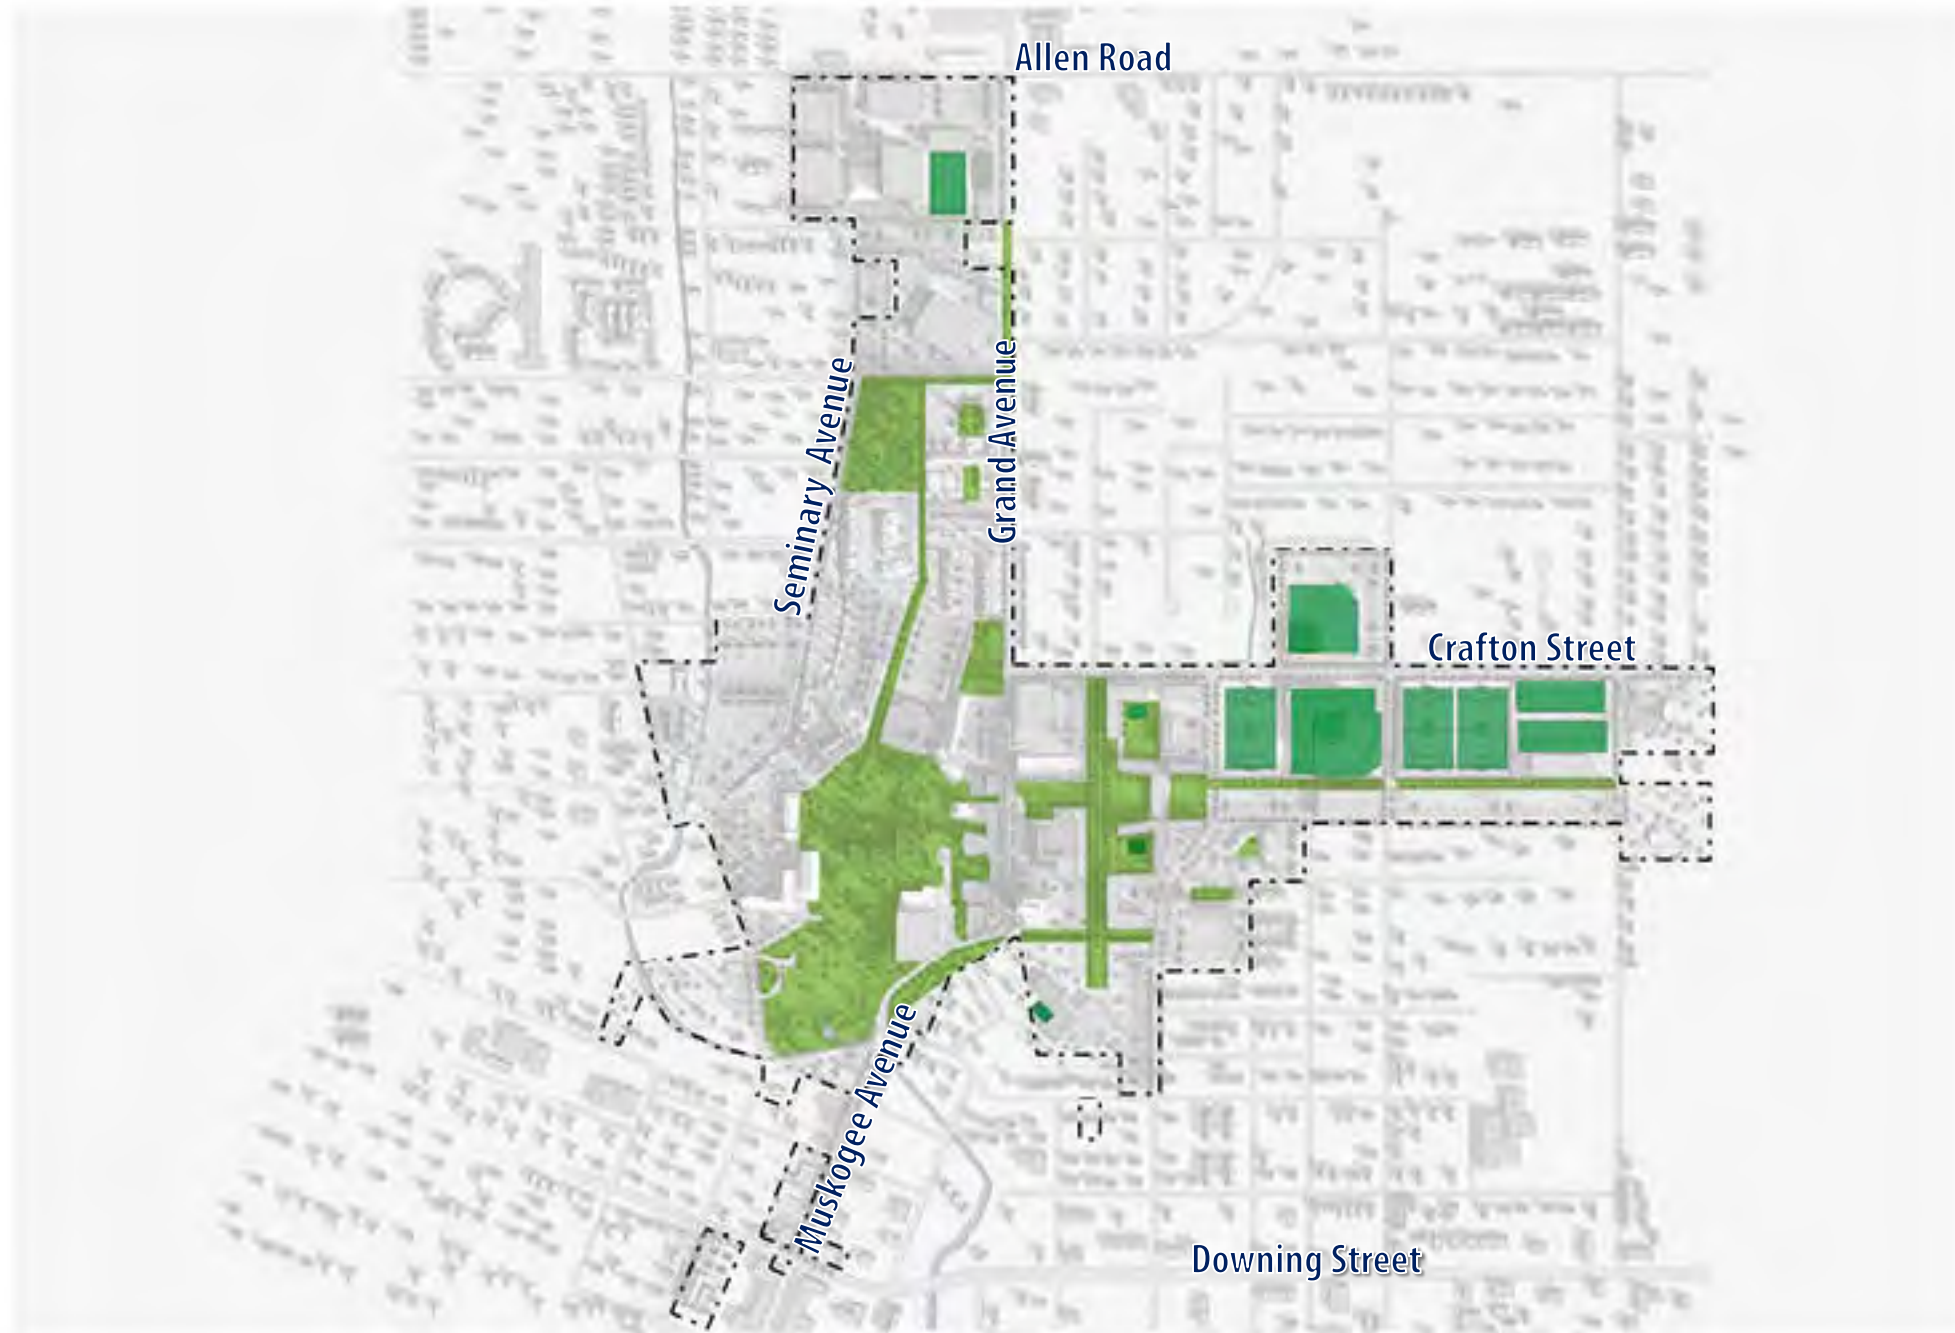 Allen Road
Seminary Avenue
Grand Avenue
Crafton Street
Muskogee Avenue
Downing Street